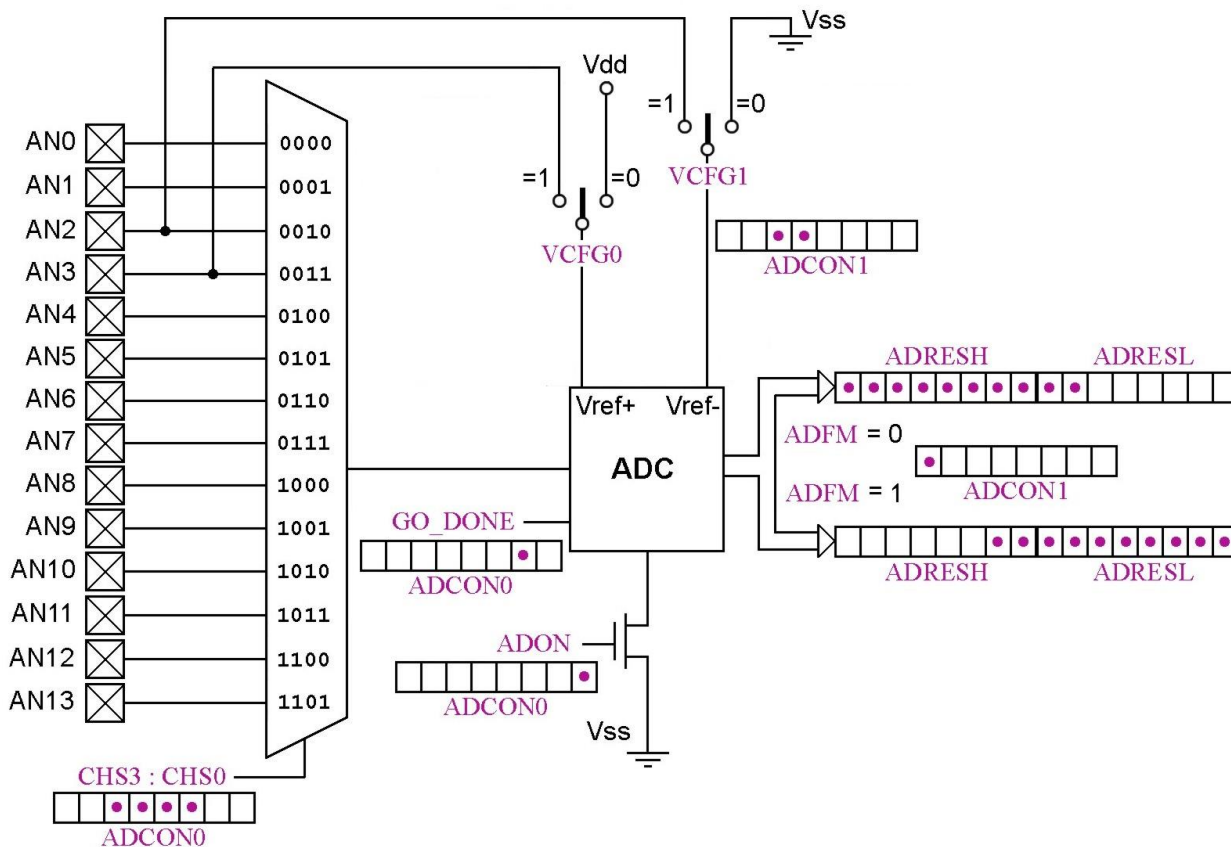 Vss
Vdd
=1
=0
=1
=0
VCFG1
VCFG0
ADCON1
AN0
0000
AN1
0001
AN2
0010
AN3
0011
AN4
0100
AN5
0101
AN6
0110
AN7
0111
AN8
1000
AN9
1001
AN10
1010
AN11
1011
AN12
1100
AN13
1101
CHS3 : CHS0
ADCON0
Vref+ Vref-
ADC
GO_DONE
ADCON0
ADON
ADCON0
Vss
ADRESH ADRESL
ADFM = 0
ADCON1
ADFM = 1
ADRESH ADRESL